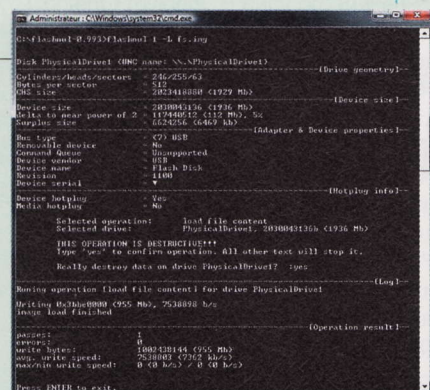 Administrateur : C:\Windows\system32\cmd.exe
C:\flashnul-0.993>flashnul 1 -L fs.img
Disk PhysicalDrive1 (UNC name: \\.\PhysicalDrive1)
[Drive geometry]--
Cylinders/heads/sectors = 246/255/63
Bytes per sector = 512
CHS size = 2023418880 (1929 Mb)
[Device size]--
Device size = 2030043136 (1936 Mb)
delta to near power of 2 = 117440512 (112 Mb), 5%
Surplus size = 6624256 (6469 kb)
[Adapter & Device properties]--
Bus type = (7) USB
Removable device = No
Command Queue = Unsupported
Device vendor = USB
Device name = Flash Disk
Revision = 1100
Device serial = ▼
[Hotplug info]--
Device hotplug = Yes
Media hotplug = No
Selected operation: load file content
Selected drive: PhysicalDrive1, 2030043136b (1936 Mb)
THIS OPERATION IS DESTRUCTIVE!!!
Type "yes" to confirm operation. All other text will stop it.
Really destroy data on drive PhysicalDrive1? :yes
[Log]--
Runing operation [load file content] for drive PhysicalDrive1
Writing 0x3bbe0000 (955 Mb), 7538898 b/s
image load finished
[Operation result]--
passes: 1
errors: 0
write bytes: 1002438144 (955 Mb)
avg. write speed: 7538803 (7362 kb/s)
max/min write speed: 0 (0 b/s) / 0 (0 b/s)
Press ENTER to exit.